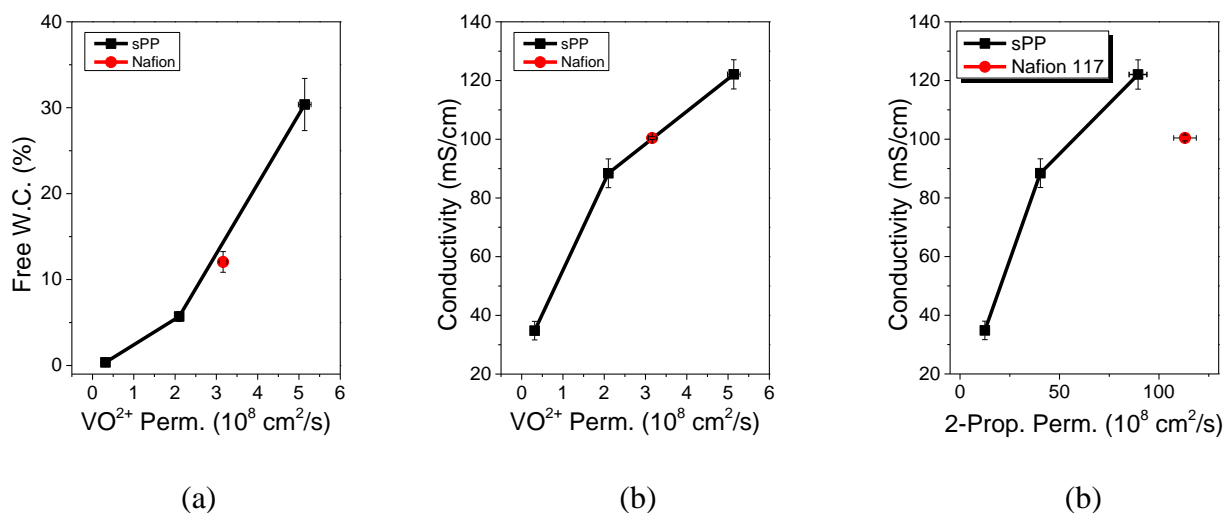 40
30
20
10
0
Free W.C. (%)
sPP
Nafion
0 1 2 3 4 5 6
VO²⁺ Perm. (10⁸ cm²/s)
(a)
140
120
100
80
60
40
20
Conductivity (mS/cm)
sPP
Nafion
0 1 2 3 4 5 6
VO²⁺ Perm. (10⁸ cm²/s)
(b)
140
120
100
80
60
40
20
Conductivity (mS/cm)
sPP
Nafion 117
0 50 100
2-Prop. Perm. (10⁸ cm²/s)
(b)